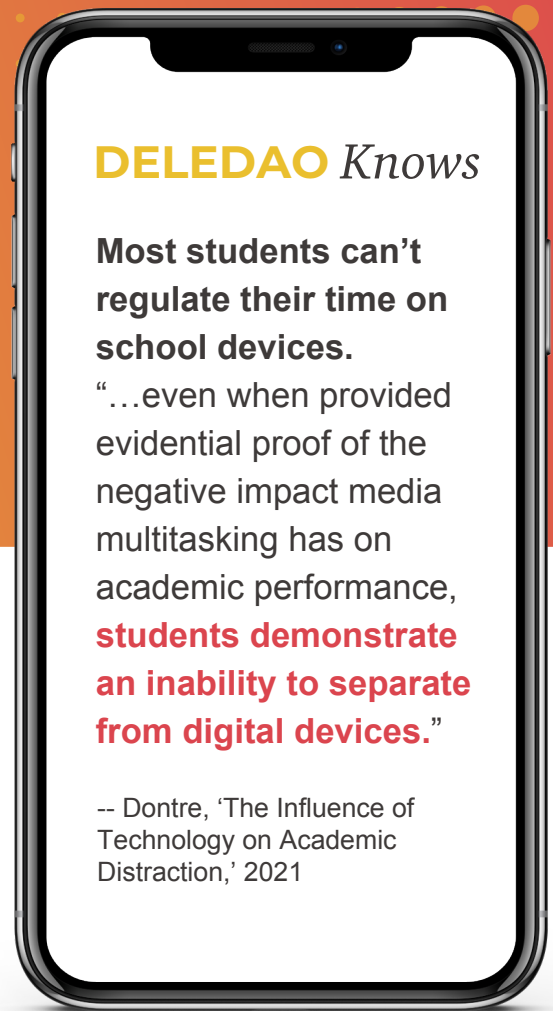 DELEDAO Knows
Most students can’t
regulate their time on
school devices.
“…even when provided
evidential proof of the
negative impact media
multitasking has on
academic performance,
students demonstrate
an inability to separate
from digital devices.”
-- Dontre, ‘The Influence of
Technology on Academic
Distraction,’ 2021